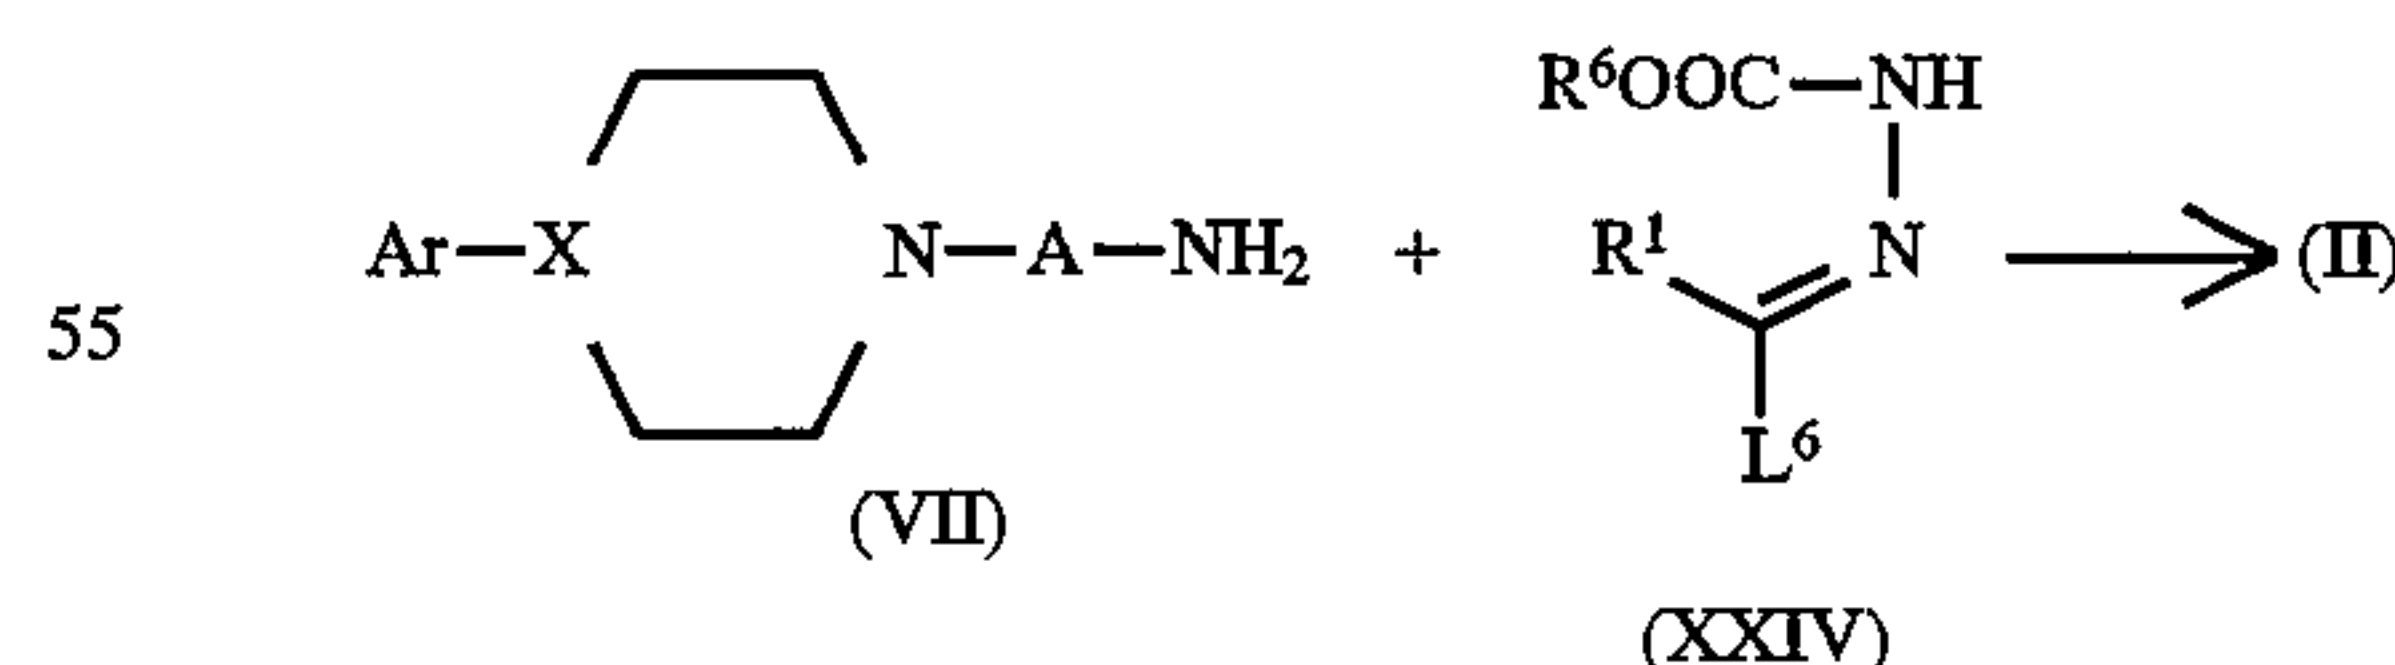 R⁶OOC—NH
Ar—X N—A—NH₂ + R¹ N (II)
55
L⁶
(VII)
(XXIV)